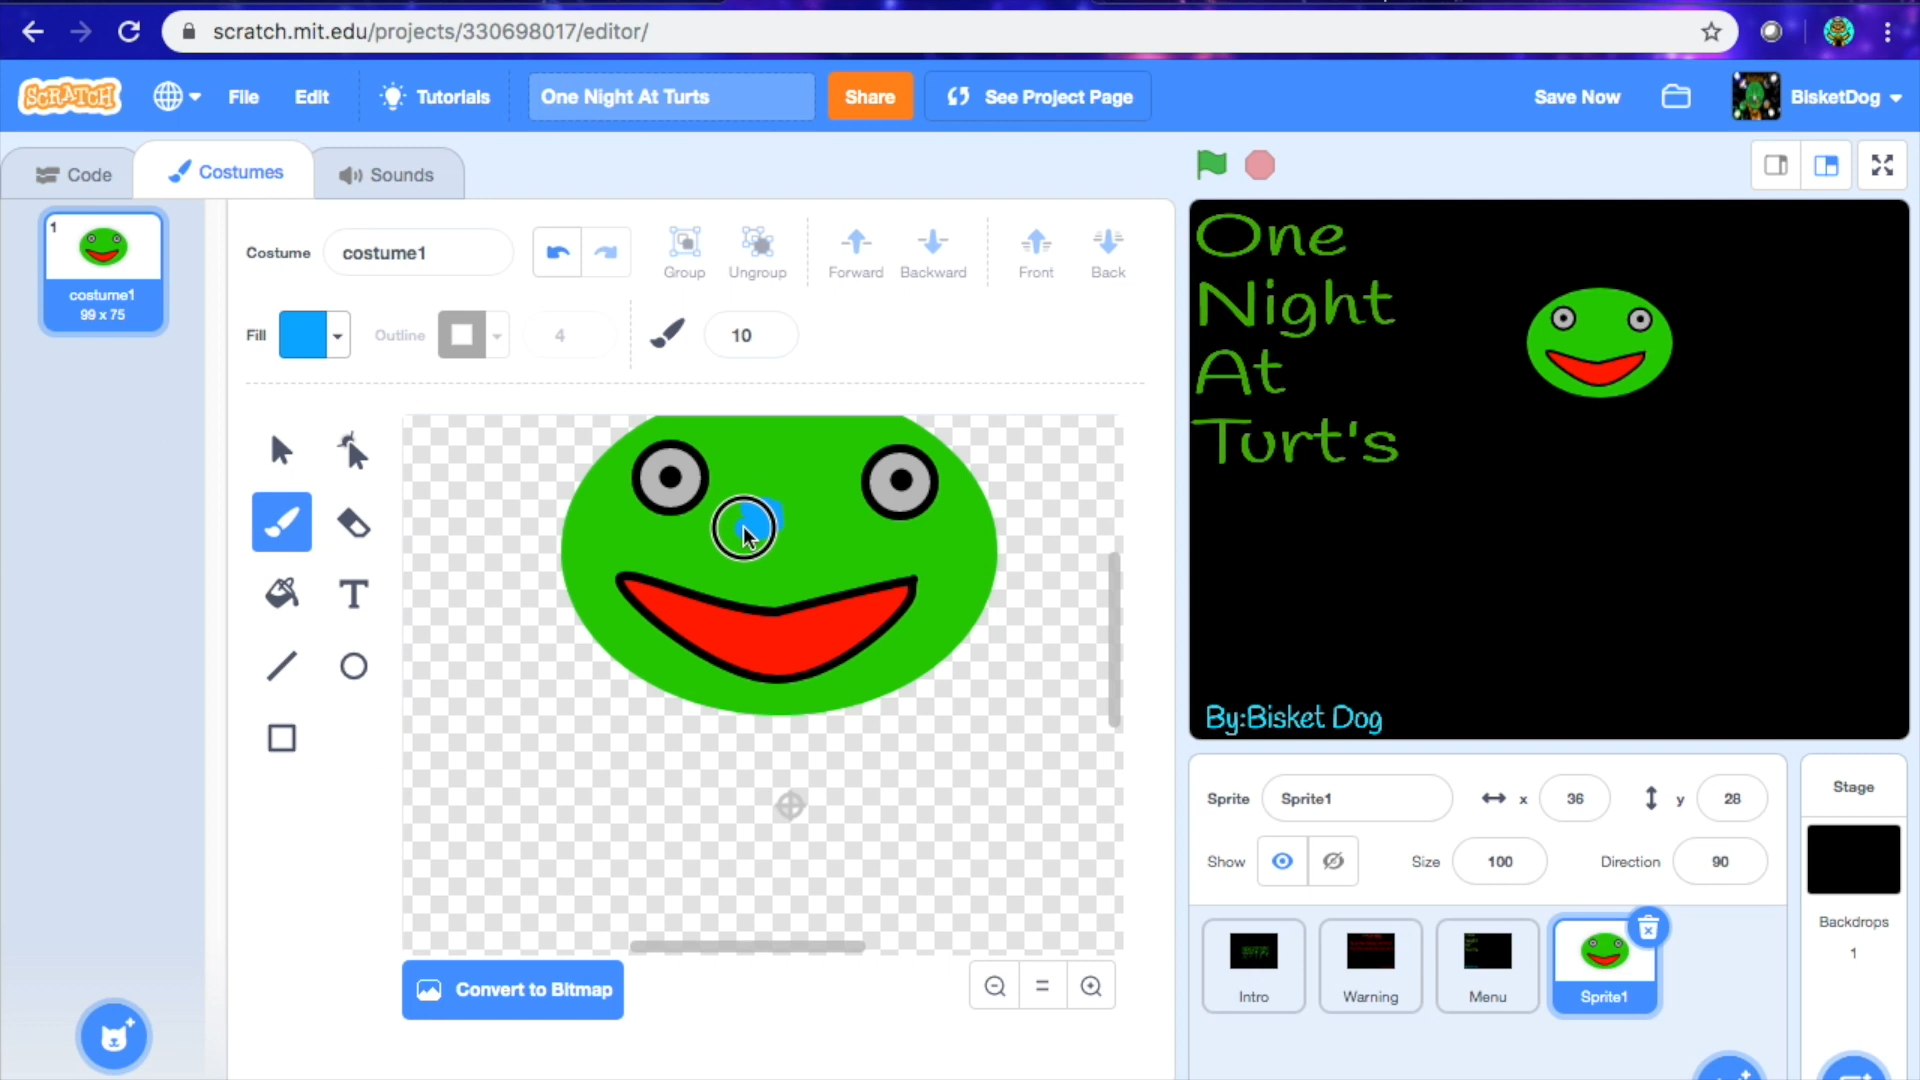 scratch.mit.edu/projects/330698017/editor/
SCRATCH
File
Edit
Tutorials
One Night At Turts
Share
See Project Page
Save Now
BIsketDog
Code
Costumes
Sounds
1
costume1
99 x 75
Costume
costume1
Group
Ungroup
Forward
Backward
Front
Back
Fill
Outline
4
10
T
Convert to Bitmap
One
Night
At
Turt's
By:Bisket Dog
Sprite
Sprite1
x
36
y
28
Show
Size
100
Direction
90
Intro
Warning
Menu
Sprite1
Stage
Backdrops
1